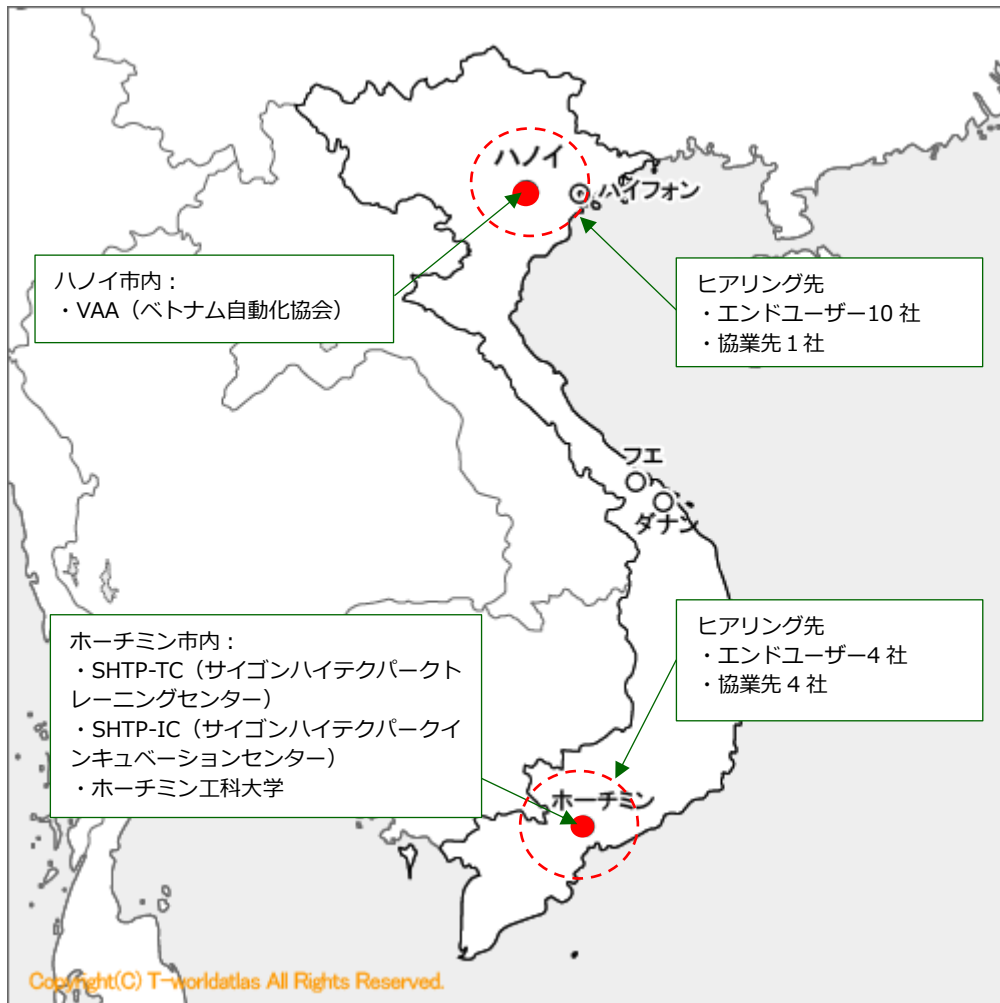 ハノイ
ハイフォン
ハノイ市内：
・VAA（ベトナム自動化協会）
ヒアリング先
・エンドユーザー10 社
・協業先１社
フエ
ダナン
ホーチミン市内：
・SHTP-TC（サイゴンハイテクパークト
レーニングセンター）
・SHTP-IC（サイゴンハイテクパークイ
ンキュベーションセンター）
・ホーチミン工科大学
ヒアリング先
・エンドユーザー4 社
・協業先 4 社
ホーチミン
Copyright(C) T-worldatlas All Rights Reserved.